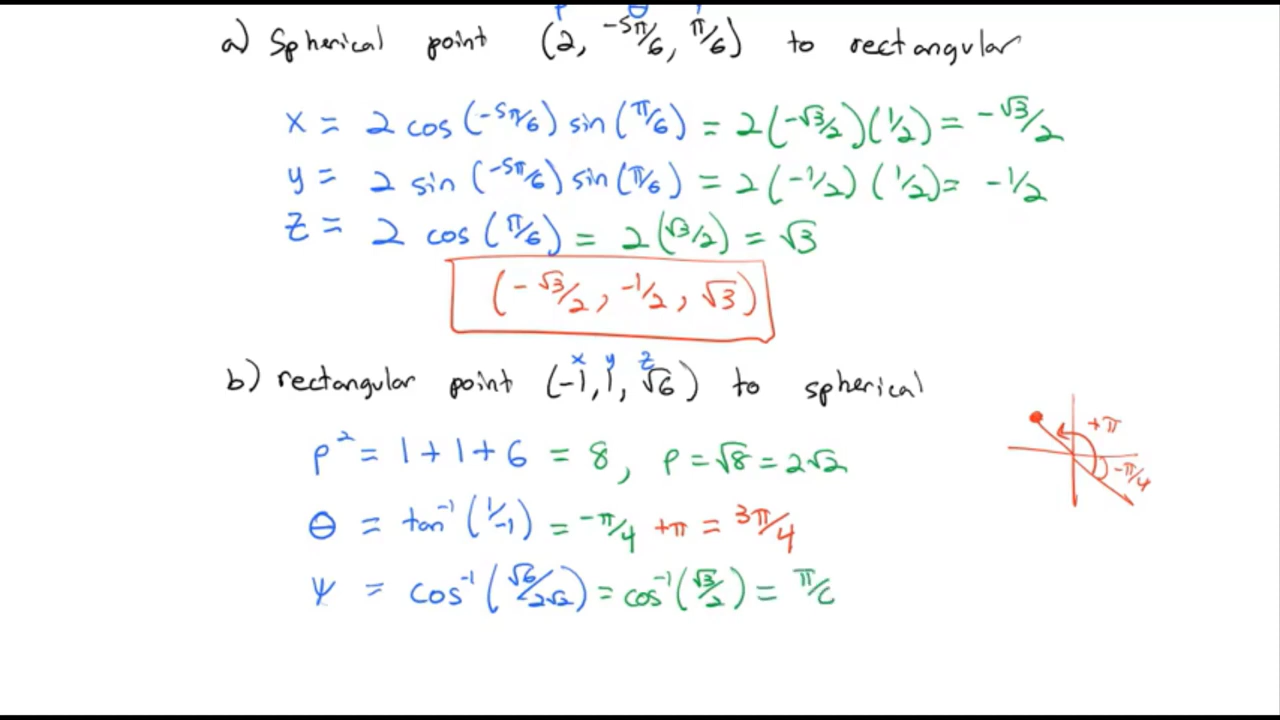 ρ θ
a) Spherical point (2, -5π/6, π/6) to rectangular
x = 2 cos(-5π/6) sin(π/6) = 2(-√3/2)(1/2) = -√3/2
y = 2 sin(-5π/6) sin(π/6) = 2(-1/2)(1/2) = -1/2
z = 2 cos(π/6) = 2(√3/2) = √3
(-√3/2, -1/2, √3)
x y z
b) rectangular point (-1, 1, √6) to spherical
ρ² = 1+1+6 = 8, ρ = √8 = 2√2
+π
-π/4
θ = tan⁻¹(1/-1) = -π/4 +π = 3π/4
ψ = cos⁻¹(√6/2√2) = cos⁻¹(√3/2) = π/